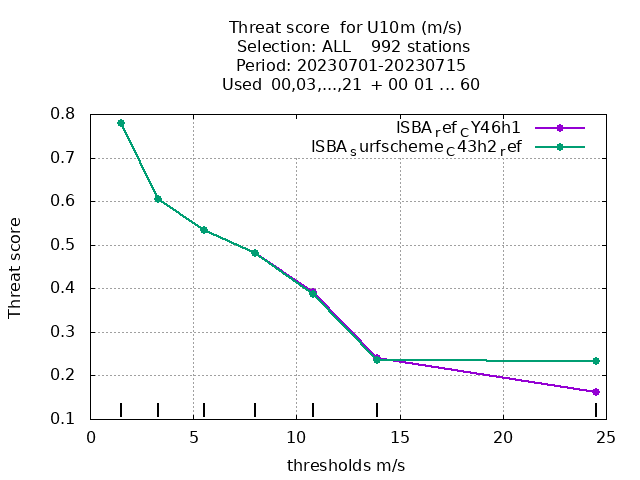 Threat score  for U10m (m/s)
Selection: ALL    992 stations
Period: 20230701-20230715
Used  00,03,...,21  + 00 01 ... 60
ISBA_ref_CY46h1
ISBA_surfscheme_C43h2_ref
0.8
0.7
0.6
0.5
0.4
0.3
0.2
0.1
Threat score
0 5 10 15 20 25
thresholds m/s